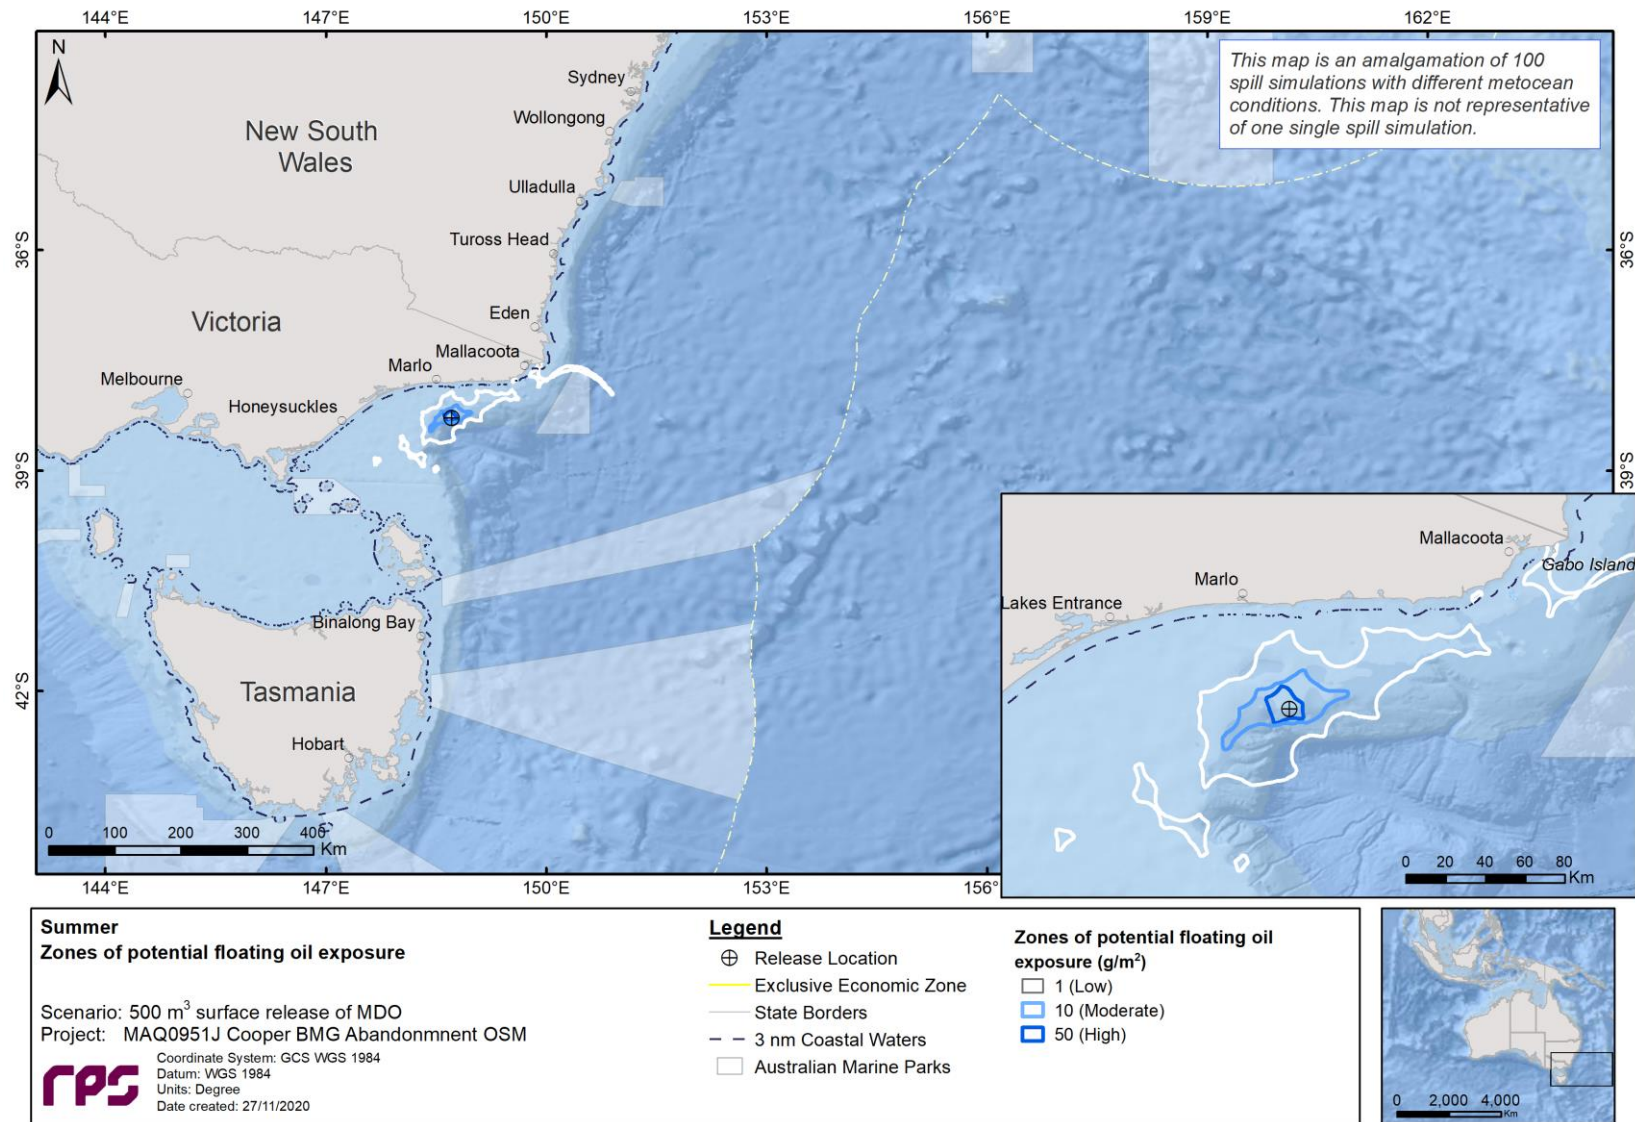 144°E 147°E 150°E 153°E 156°E 159°E 162°E
N
This map is an amalgamation of 100
spill simulations with different metocean
conditions. This map is not representative
of one single spill simulation.
Sydney
Wollongong
New South
Wales
Ulladulla
Tuross Head
36°S 36°S
Eden
Victoria
Mallacoota
Marlo
Melbourne
Honeysuckles
39°S 39°S
Mallacoota
Gabo Island
Marlo
Lakes Entrance
Binalong Bay
42°S
Tasmania
Hobart
0 100 200 300 400
Km
0 20 40 60 80
Km
144°E 147°E 150°E 153°E 156°
Summer
Zones of potential floating oil exposure
Scenario: 500 m³ surface release of MDO
Project: MAQ0951J Cooper BMG Abandonmnent OSM
rps
Coordinate System: GCS WGS 1984
Datum: WGS 1984
Units: Degree
Date created: 27/11/2020
Legend
Release Location
Exclusive Economic Zone
State Borders
3 nm Coastal Waters
Australian Marine Parks
Zones of potential floating oil
exposure (g/m²)
1 (Low)
10 (Moderate)
50 (High)
0 2,000 4,000
Km